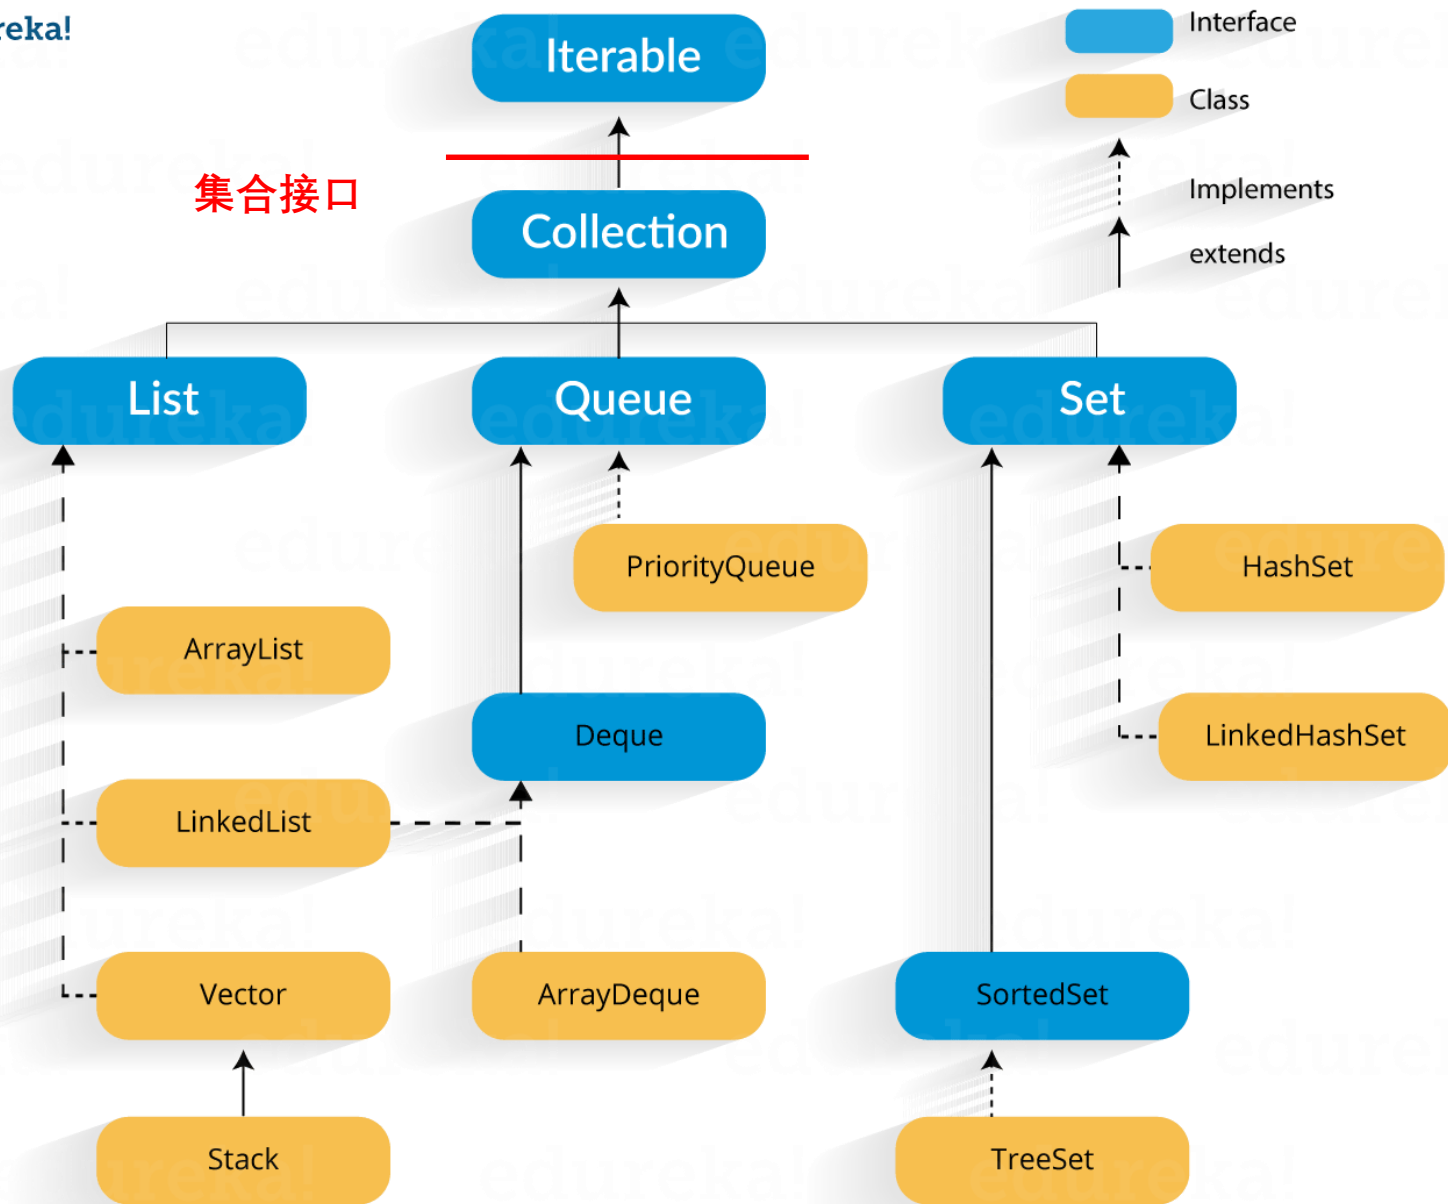 reka!
Iterable
Interface
Class
集合接口
Implements
Collection
extends
List
Queue
Set
PriorityQueue
HashSet
ArrayList
Deque
LinkedHashSet
LinkedList
Vector
ArrayDeque
SortedSet
Stack
TreeSet